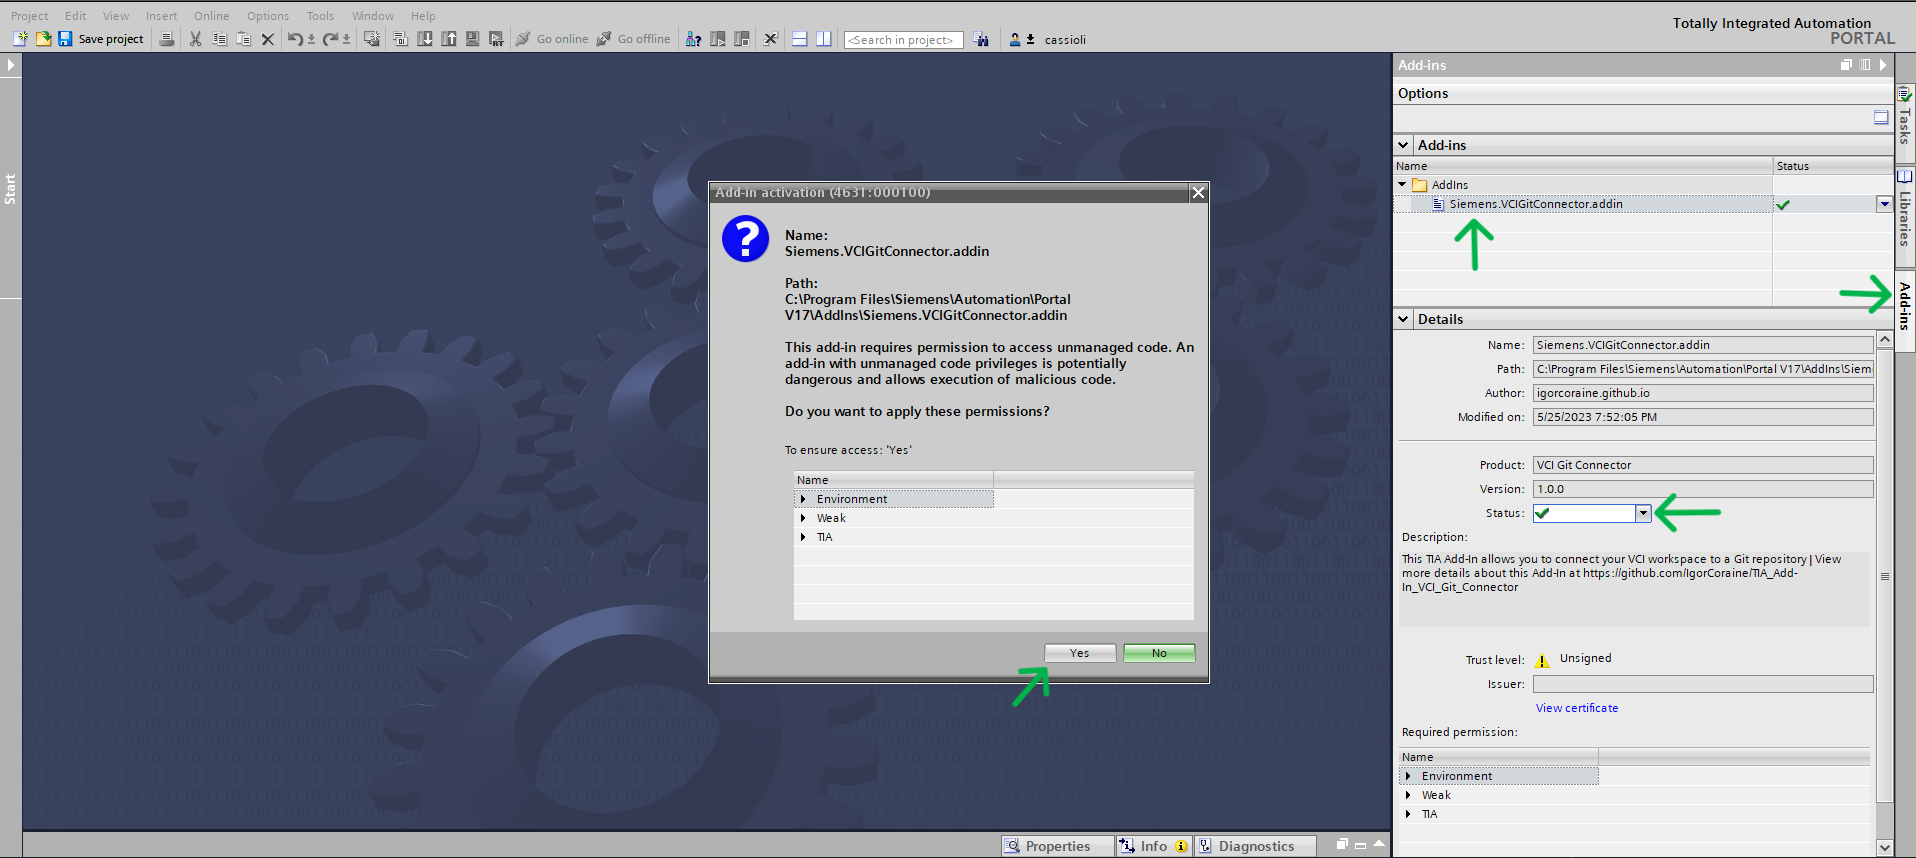 Project Edit View Insert Online Options Tools Window Help
Totally Integrated Automation
PORTAL
Save project
Go online
Go offline
<Search in project>
cassioli
Start
Add-in activation (4631:000100)
Name:
Siemens.VCIGitConnector.addin
Path:
C:\Program Files\Siemens\Automation\Portal
V17\AddIns\Siemens.VCIGitConnector.addin
This add-in requires permission to access unmanaged code. An
add-in with unmanaged code privileges is potentially
dangerous and allows execution of malicious code.
Do you want to apply these permissions?
To ensure access: 'Yes'
Name
Environment
Weak
TIA
Yes No
Add-ins
Options
Add-ins
Name Status
AddIns
Siemens.VCIGitConnector.addin
Details
Name: Siemens.VCIGitConnector.addin
Path: C:\Program Files\Siemens\Automation\Portal V17\AddIns\Siem
Author: igorcoraine.github.io
Modified on: 5/25/2023 7:52:05 PM
Product: VCI Git Connector
Version: 1.0.0
Status:
Description:
This TIA Add-In allows you to connect your VCI workspace to a Git repository|View
more details about this Add-In at https://github.com/IgorCoraine/TIA_Add-
In_VCI_Git_Connector
Trust level: Unsigned
Issuer:
View certificate
Required permission:
Name
Environment
Weak
TIA
Tasks
Libraries
Add-ins
Properties Info Diagnostics